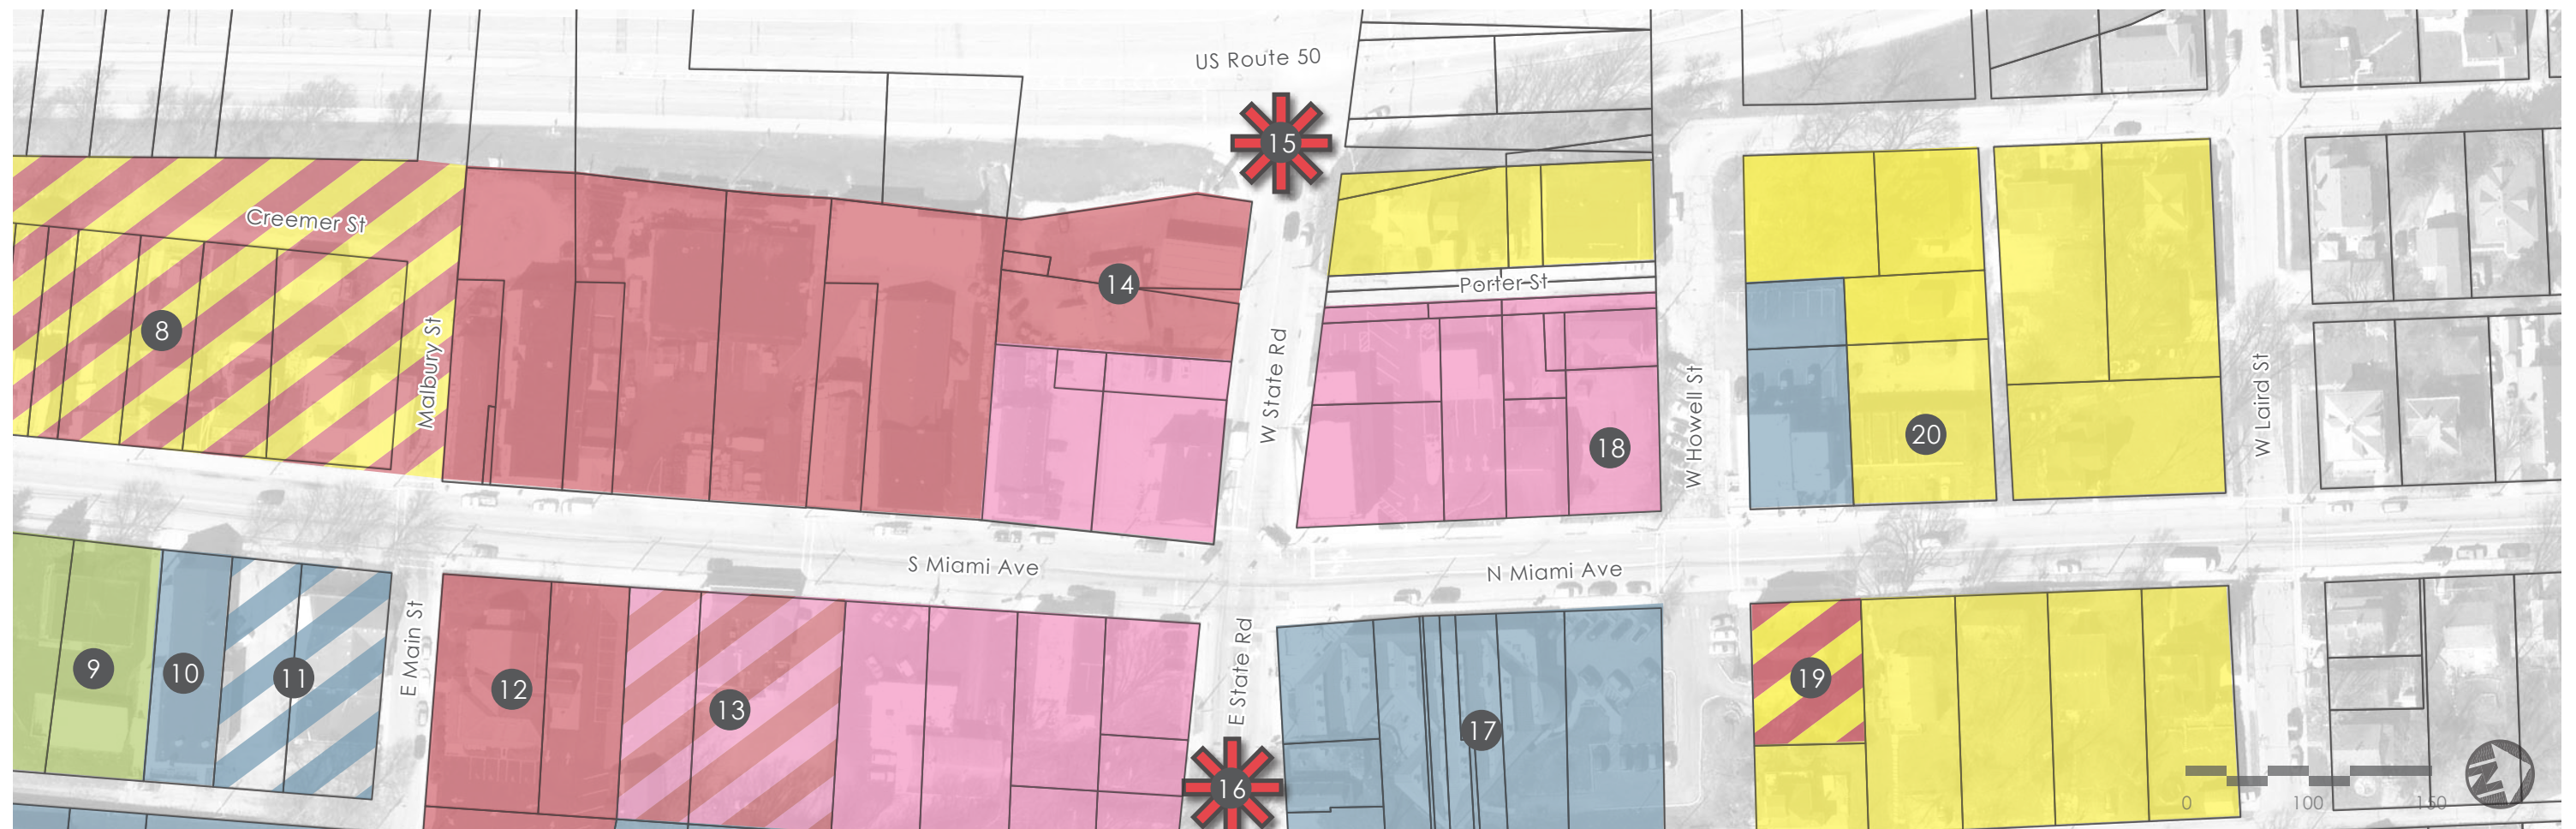 US Route 50
15
Creemer St
14
Porter St
8
Malbury St
W State Rd
18
W Howell St
20
W Laird St
S Miami Ave
N Miami Ave
9
10
11
E Main St
12
13
E State Rd
16
17
19
0 100 150
N